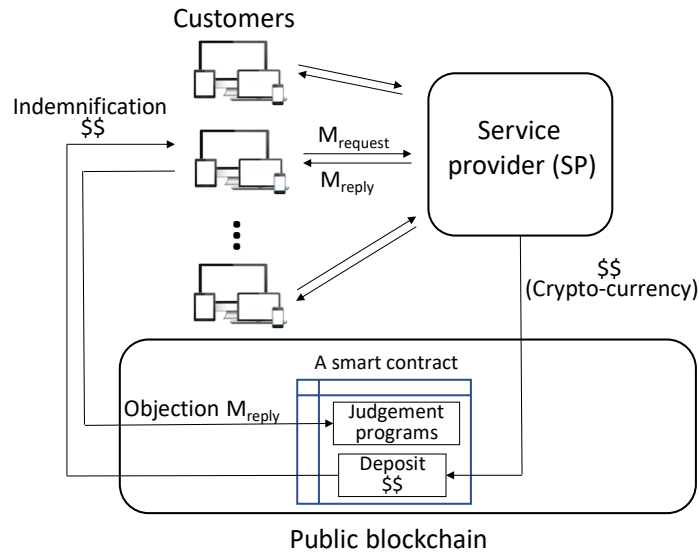 Customers
Indemnification
$$
M_request
M_reply
Service
provider (SP)
$$
(Crypto-currency)
A smart contract
Objection M_reply
Judgement
programs
Deposit
$$
Public blockchain